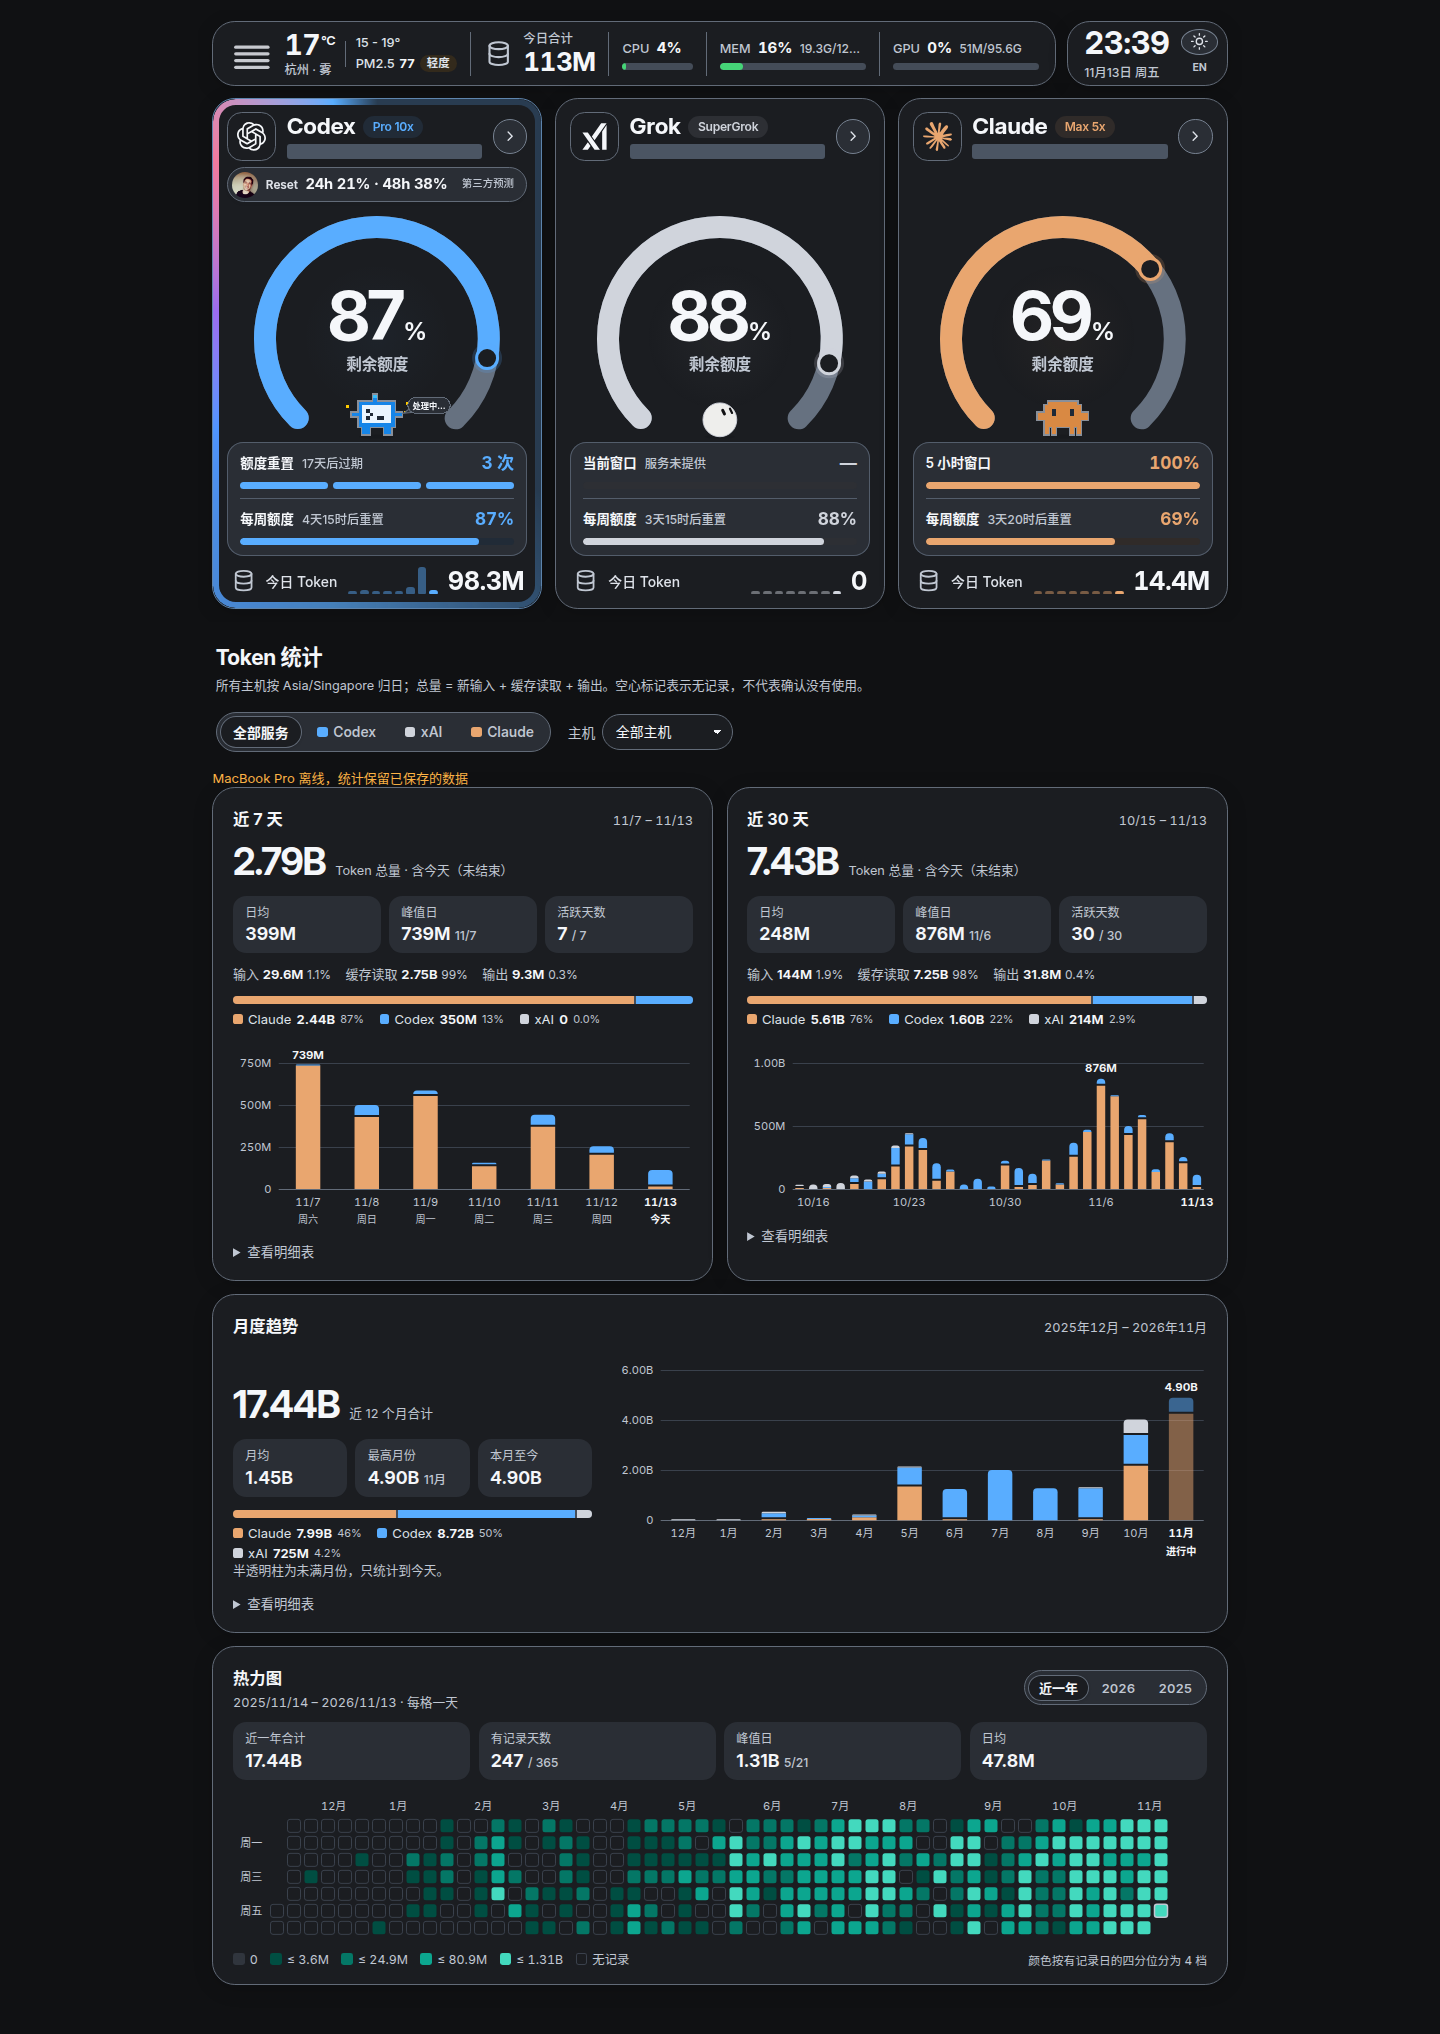 17°C
杭州 · 雾
15 - 19°
PM2.5 77 轻度
今日合计
113M
CPU 4%
MEM 16% 19.3G/12...
GPU 0% 51M/95.6G
23:39
11月13日 周五
EN
Codex Pro 10x
Reset 24h 21% · 48h 38% 第三方预测
87%
剩余额度
处理中...
额度重置 17天后过期 3 次
每周额度 4天15时后重置 87%
今日 Token 98.3M
Grok SuperGrok
88%
剩余额度
当前窗口 服务未提供 —
每周额度 3天15时后重置 88%
今日 Token 0
Claude Max 5x
69%
剩余额度
5 小时窗口 100%
每周额度 3天20时后重置 69%
今日 Token 14.4M
Token 统计
所有主机按 Asia/Singapore 归日；总量 = 新输入 + 缓存读取 + 输出。空心标记表示无记录，不代表确认没有使用。
全部服务 Codex xAI Claude 主机 全部主机
MacBook Pro 离线，统计保留已保存的数据
近 7 天 11/7 – 11/13
2.79B Token 总量 · 含今天（未结束）
日均 峰值日 活跃天数
399M 739M 11/7 7 / 7
输入 29.6M 1.1% 缓存读取 2.75B 99% 输出 9.3M 0.3%
Claude 2.44B 87% Codex 350M 13% xAI 0 0.0%
739M
750M
500M
250M
0
11/7 11/8 11/9 11/10 11/11 11/12 11/13
周六 周日 周一 周二 周三 周四 今天
▶ 查看明细表
近 30 天 10/15 – 11/13
7.43B Token 总量 · 含今天（未结束）
日均 峰值日 活跃天数
248M 876M 11/6 30 / 30
输入 144M 1.9% 缓存读取 7.25B 98% 输出 31.8M 0.4%
Claude 5.61B 76% Codex 1.60B 22% xAI 214M 2.9%
1.00B
876M
500M
0
10/16 10/23 10/30 11/6 11/13
▶ 查看明细表
月度趋势 2025年12月 – 2026年11月
17.44B 近 12 个月合计
月均 最高月份 本月至今
1.45B 4.90B 11月 4.90B
Claude 7.99B 46% Codex 8.72B 50%
xAI 725M 4.2%
半透明柱为未满月份，只统计到今天。
▶ 查看明细表
6.00B
4.90B
4.00B
2.00B
0
12月 1月 2月 3月 4月 5月 6月 7月 8月 9月 10月 11月
进行中
热力图
2025/11/14 – 2026/11/13 · 每格一天
近一年 2026 2025
近一年合计 有记录天数 峰值日 日均
17.44B 247 / 365 1.31B 5/21 47.8M
12月 1月 2月 3月 4月 5月 6月 7月 8月 9月 10月 11月
周一
周三
周五
0 ≤ 3.6M ≤ 24.9M ≤ 80.9M ≤ 1.31B 无记录
颜色按有记录日的四分位分为 4 档